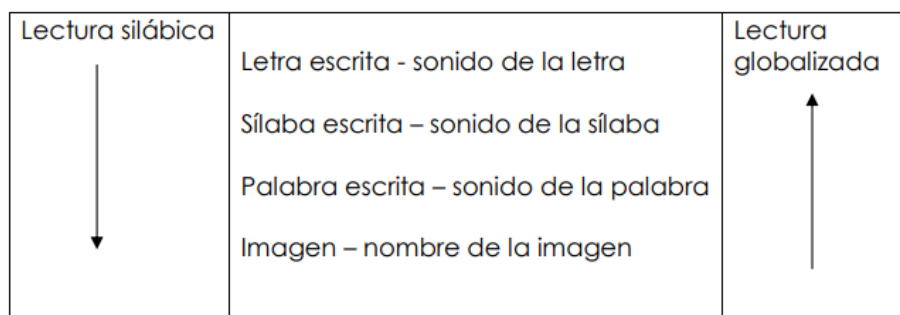 Lectura silábica
Letra escrita - sonido de la letra
Sílaba escrita – sonido de la sílaba
Palabra escrita – sonido de la palabra
Imagen – nombre de la imagen
Lectura
globalizada